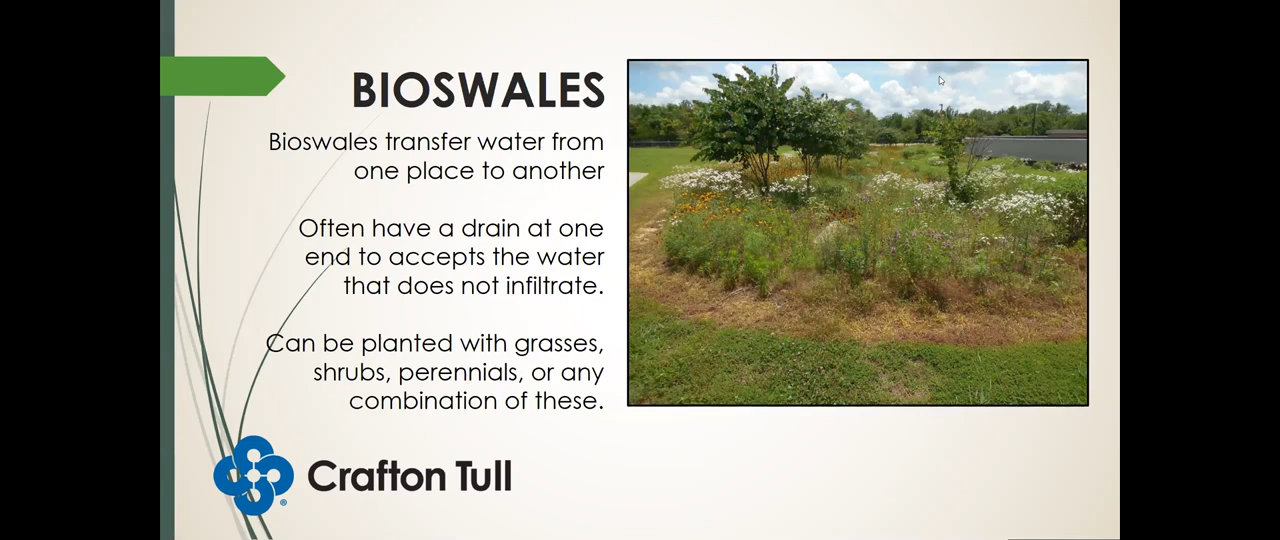 BIOSWALES
Bioswales transfer water from
one place to another
Often have a drain at one
end to accepts the water
that does not infiltrate.
Can be planted with grasses,
shrubs, perennials, or any
combination of these.
Crafton Tull
®